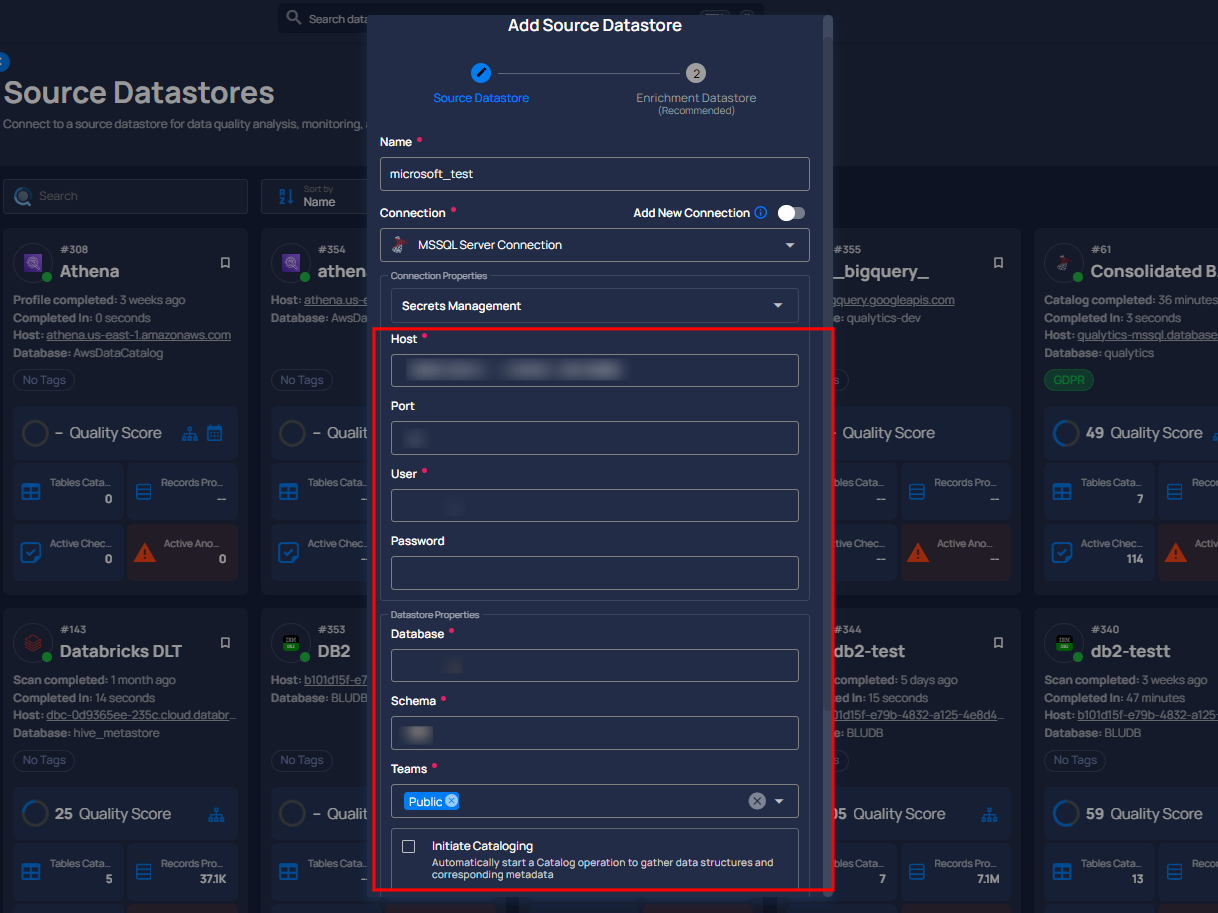 Search data
Add Source Datastore
2
Source Datastore
Enrichment Datastore
(Recommended)
Source Datastores
Connect to a source datastore for data quality analysis, monitoring,
Name *
microsoft_test
Search
Sort by
Name
Connection *
Add New Connection
MSSQL Server Connection
Connection Properties
Secrets Management
Host *
Port
User *
Password
Datastore Properties
Database *
Schema *
Teams *
Public
Initiate Cataloging
Automatically start a Catalog operation to gather data structures and
corresponding metadata
#308
Athena
Profile completed: 3 weeks ago
Completed In: 0 seconds
Host: athena.us-east-1.amazonaws.com
Database: AwsDataCatalog
No Tags
– Quality Score
Tables Cata...
0
Records Pro...
--
Active Chec...
0
Active Ano...
0
#354
athen
Host: athena.us-e
Database: AwsDa
No Tags
– Qualit
Tables Cata
Active Chec
#355
_bigquery_
gquery.googleapis.com
e: qualytics-dev
Quality Score
ables Cata...
--
Records Pro...
--
ctive Chec...
--
Active Ano...
--
#61
Consolidated B
Catalog completed: 36 minutes
Completed In: 3 seconds
Host: qualytics-mssql.database
Database: qualytics
GDPR
49 Quality Score
Tables Cata...
7
Reco
Active Chec...
114
Activ
#143
Databricks DLT
Scan completed: 1 month ago
Completed In: 14 seconds
Host: dbc-0d9365ee-235c.cloud.databr...
Database: hive_metastore
No Tags
25 Quality Score
Tables Cata...
5
Records Pro...
37.1K
#353
DB2
Host: b101d15f-e7
Database: BLUDB
No Tags
– Qualit
Tables Cata
#344
db2-test
completed: 5 days ago
ed In: 15 seconds
01d15f-e79b-4832-a125-4e8d4...
e: BLUDB
05 Quality Score
ables Cata...
7
Records Pro...
7.1M
#340
db2-testt
Scan completed: 3 weeks ago
Completed In: 47 minutes
Host: b101d15f-e79b-4832-a125
Database: BLUDB
No Tags
59 Quality Score
Tables Cata...
13
Reco